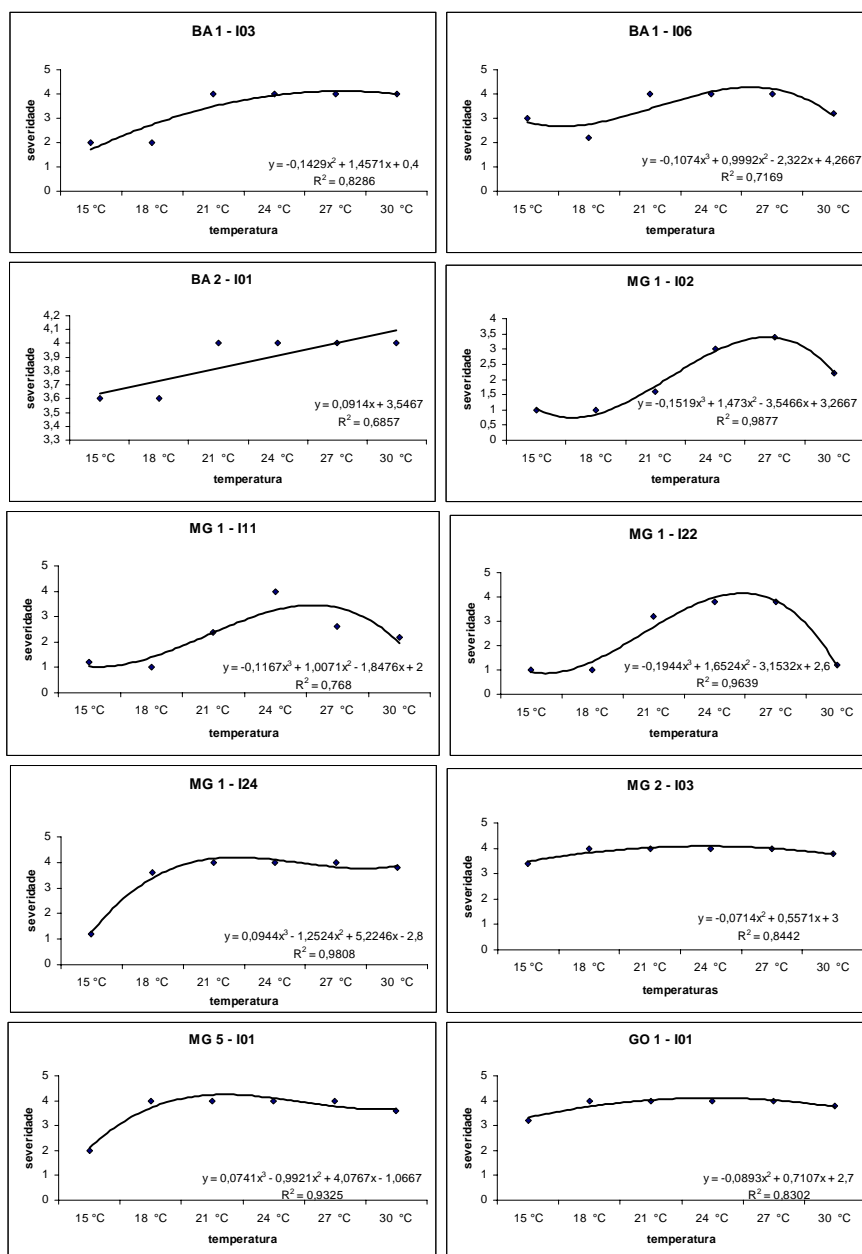 BA 1 - I03
5
4
3
2
1
0
severidade
y = -0,1429x² + 1,4571x + 0,4
R² = 0,8286
15 °C 18 °C 21 °C 24 °C 27 °C 30 °C
temperatura
BA 1 - I06
5
4
3
2
1
0
severidade
y = -0,1074x³ + 0,9992x² - 2,322x + 4,2667
R² = 0,7169
15 °C 18 °C 21 °C 24 °C 27 °C 30 °C
temperatura
BA 2 - I01
4,2
4,1
4
3,9
3,8
3,7
3,6
3,5
3,4
3,3
severidade
y = 0,0914x + 3,5467
R² = 0,6857
15 °C 18 °C 21 °C 24 °C 27 °C 30 °C
temperatura
MG 1 - I02
4
3,5
3
2,5
2
1,5
1
0,5
0
severidade
y = -0,1519x³ + 1,473x² - 3,5466x + 3,2667
R² = 0,9877
15 °C 18 °C 21 °C 24 °C 27 °C 30 °C
temperatura
MG 1 - I11
5
4
3
2
1
0
severidade
y = -0,1167x³ + 1,0071x² - 1,8476x + 2
R² = 0,768
15 °C 18 °C 21 °C 24 °C 27 °C 30 °C
temperatura
MG 1 - I22
5
4
3
2
1
0
severidade
y = -0,1944x³ + 1,6524x² - 3,1532x + 2,6
R² = 0,9639
15 °C 18 °C 21 °C 24 °C 27 °C 30 °C
temperatura
MG 1 - I24
5
4
3
2
1
0
severidade
y = 0,0944x³ - 1,2524x² + 5,2246x - 2,8
R² = 0,9808
15 °C 18 °C 21 °C 24 °C 27 °C 30 °C
temperatura
MG 2 - I03
5
4
3
2
1
0
severidade
y = -0,0714x² + 0,5571x + 3
R² = 0,8442
15 °C 18 °C 21 °C 24 °C 27 °C 30 °C
temperaturas
MG 5 - I01
5
4
3
2
1
0
severidade
y = 0,0741x³ - 0,9921x² + 4,0767x - 1,0667
R² = 0,9325
15 °C 18 °C 21 °C 24 °C 27 °C 30 °C
temperatura
GO 1 - I01
5
4
3
2
1
0
severidade
y = -0,0893x² + 0,7107x + 2,7
R² = 0,8302
15 °C 18 °C 21 °C 24 °C 27 °C 30 °C
temperatura